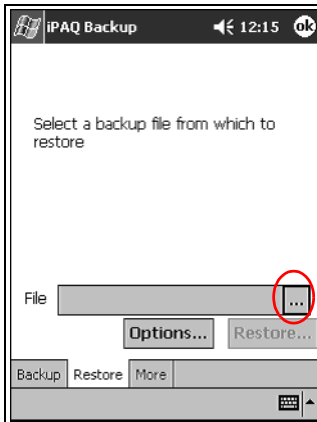 iPAQ Backup 12:15 ok
Select a backup file from which to
restore
File ...
Options... Restore...
Backup Restore More